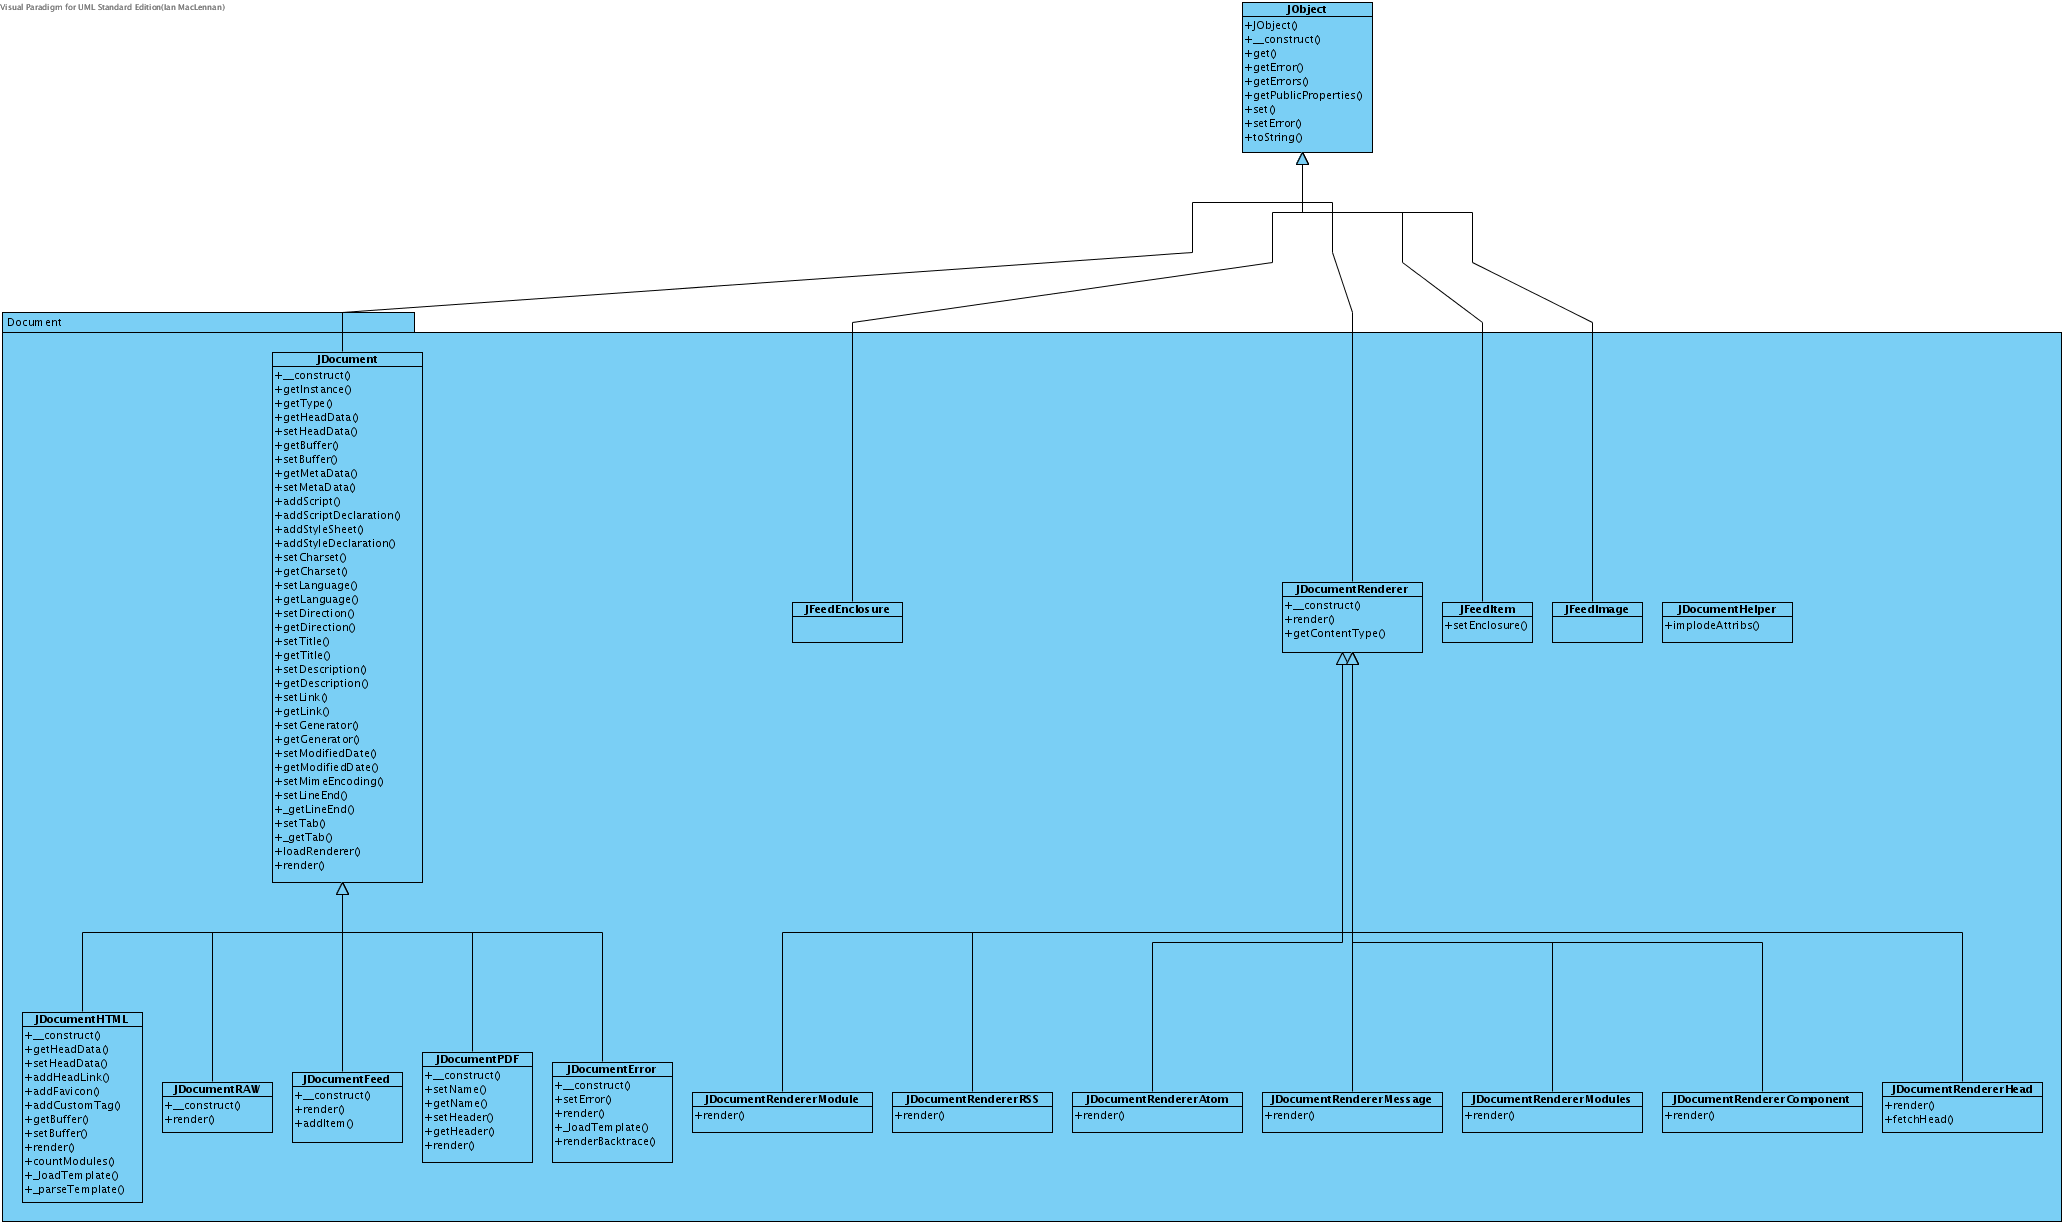 Visual Paradigm for UML Standard Edition(Ian MacLennan)
JObject
+JObject()
+__construct()
+get()
+getError()
+getErrors()
+getPublicProperties()
+set()
+setError()
+toString()
Document
JDocument
+__construct()
+getInstance()
+getType()
+getHeadData()
+setHeadData()
+getBuffer()
+setBuffer()
+getMetaData()
+setMetaData()
+addScript()
+addScriptDeclaration()
+addStyleSheet()
+addStyleDeclaration()
+setCharset()
+getCharset()
+setLanguage()
+getLanguage()
+setDirection()
+getDirection()
+setTitle()
+getTitle()
+setDescription()
+getDescription()
+setLink()
+getLink()
+setGenerator()
+getGenerator()
+setModifiedDate()
+getModifiedDate()
+setMimeEncoding()
+setLineEnd()
+_getLineEnd()
+setTab()
+_getTab()
+loadRenderer()
+render()
JFeedEnclosure
JDocumentRenderer
+__construct()
+render()
+getContentType()
JFeedItem
+setEnclosure()
JFeedImage
JDocumentHelper
+implodeAttribs()
JDocumentHTML
+__construct()
+getHeadData()
+setHeadData()
+addHeadLink()
+addFavicon()
+addCustomTag()
+getBuffer()
+setBuffer()
+render()
+countModules()
+_loadTemplate()
+_parseTemplate()
JDocumentRAW
+__construct()
+render()
JDocumentFeed
+__construct()
+render()
+addItem()
JDocumentPDF
+__construct()
+setName()
+getName()
+setHeader()
+getHeader()
+render()
JDocumentError
+__construct()
+setError()
+render()
+_loadTemplate()
+renderBacktrace()
JDocumentRendererModule
+render()
JDocumentRendererRSS
+render()
JDocumentRendererAtom
+render()
JDocumentRendererMessage
+render()
JDocumentRendererModules
+render()
JDocumentRendererComponent
+render()
JDocumentRendererHead
+render()
+fetchHead()